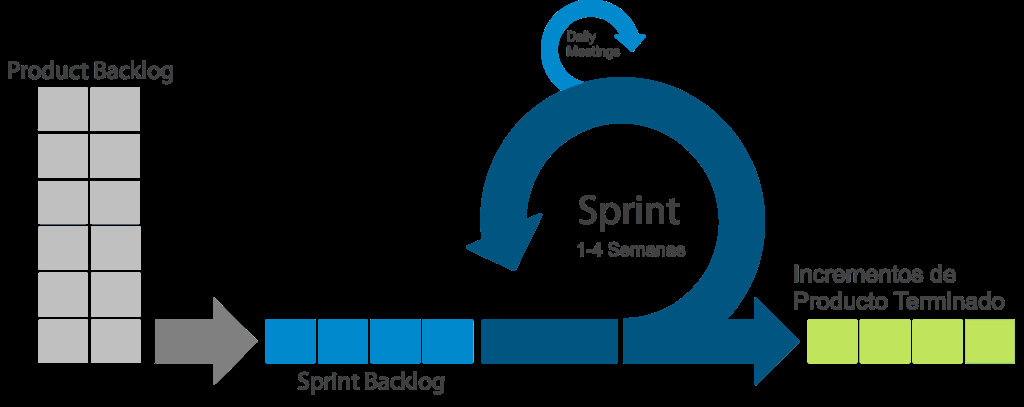 Daily
Meetings
Product Backlog
Sprint
1-4 Semanas
Incrementos de
Producto Terminado
Sprint Backlog